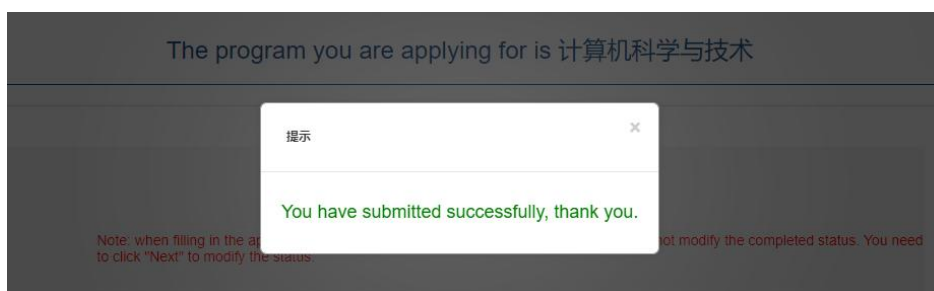 The program you are applying for is 计算机科学与技术
提示
×
You have submitted successfully, thank you.
Note: when filling in the ap
not modify the completed status. You need
to click "Next" to modify the status.